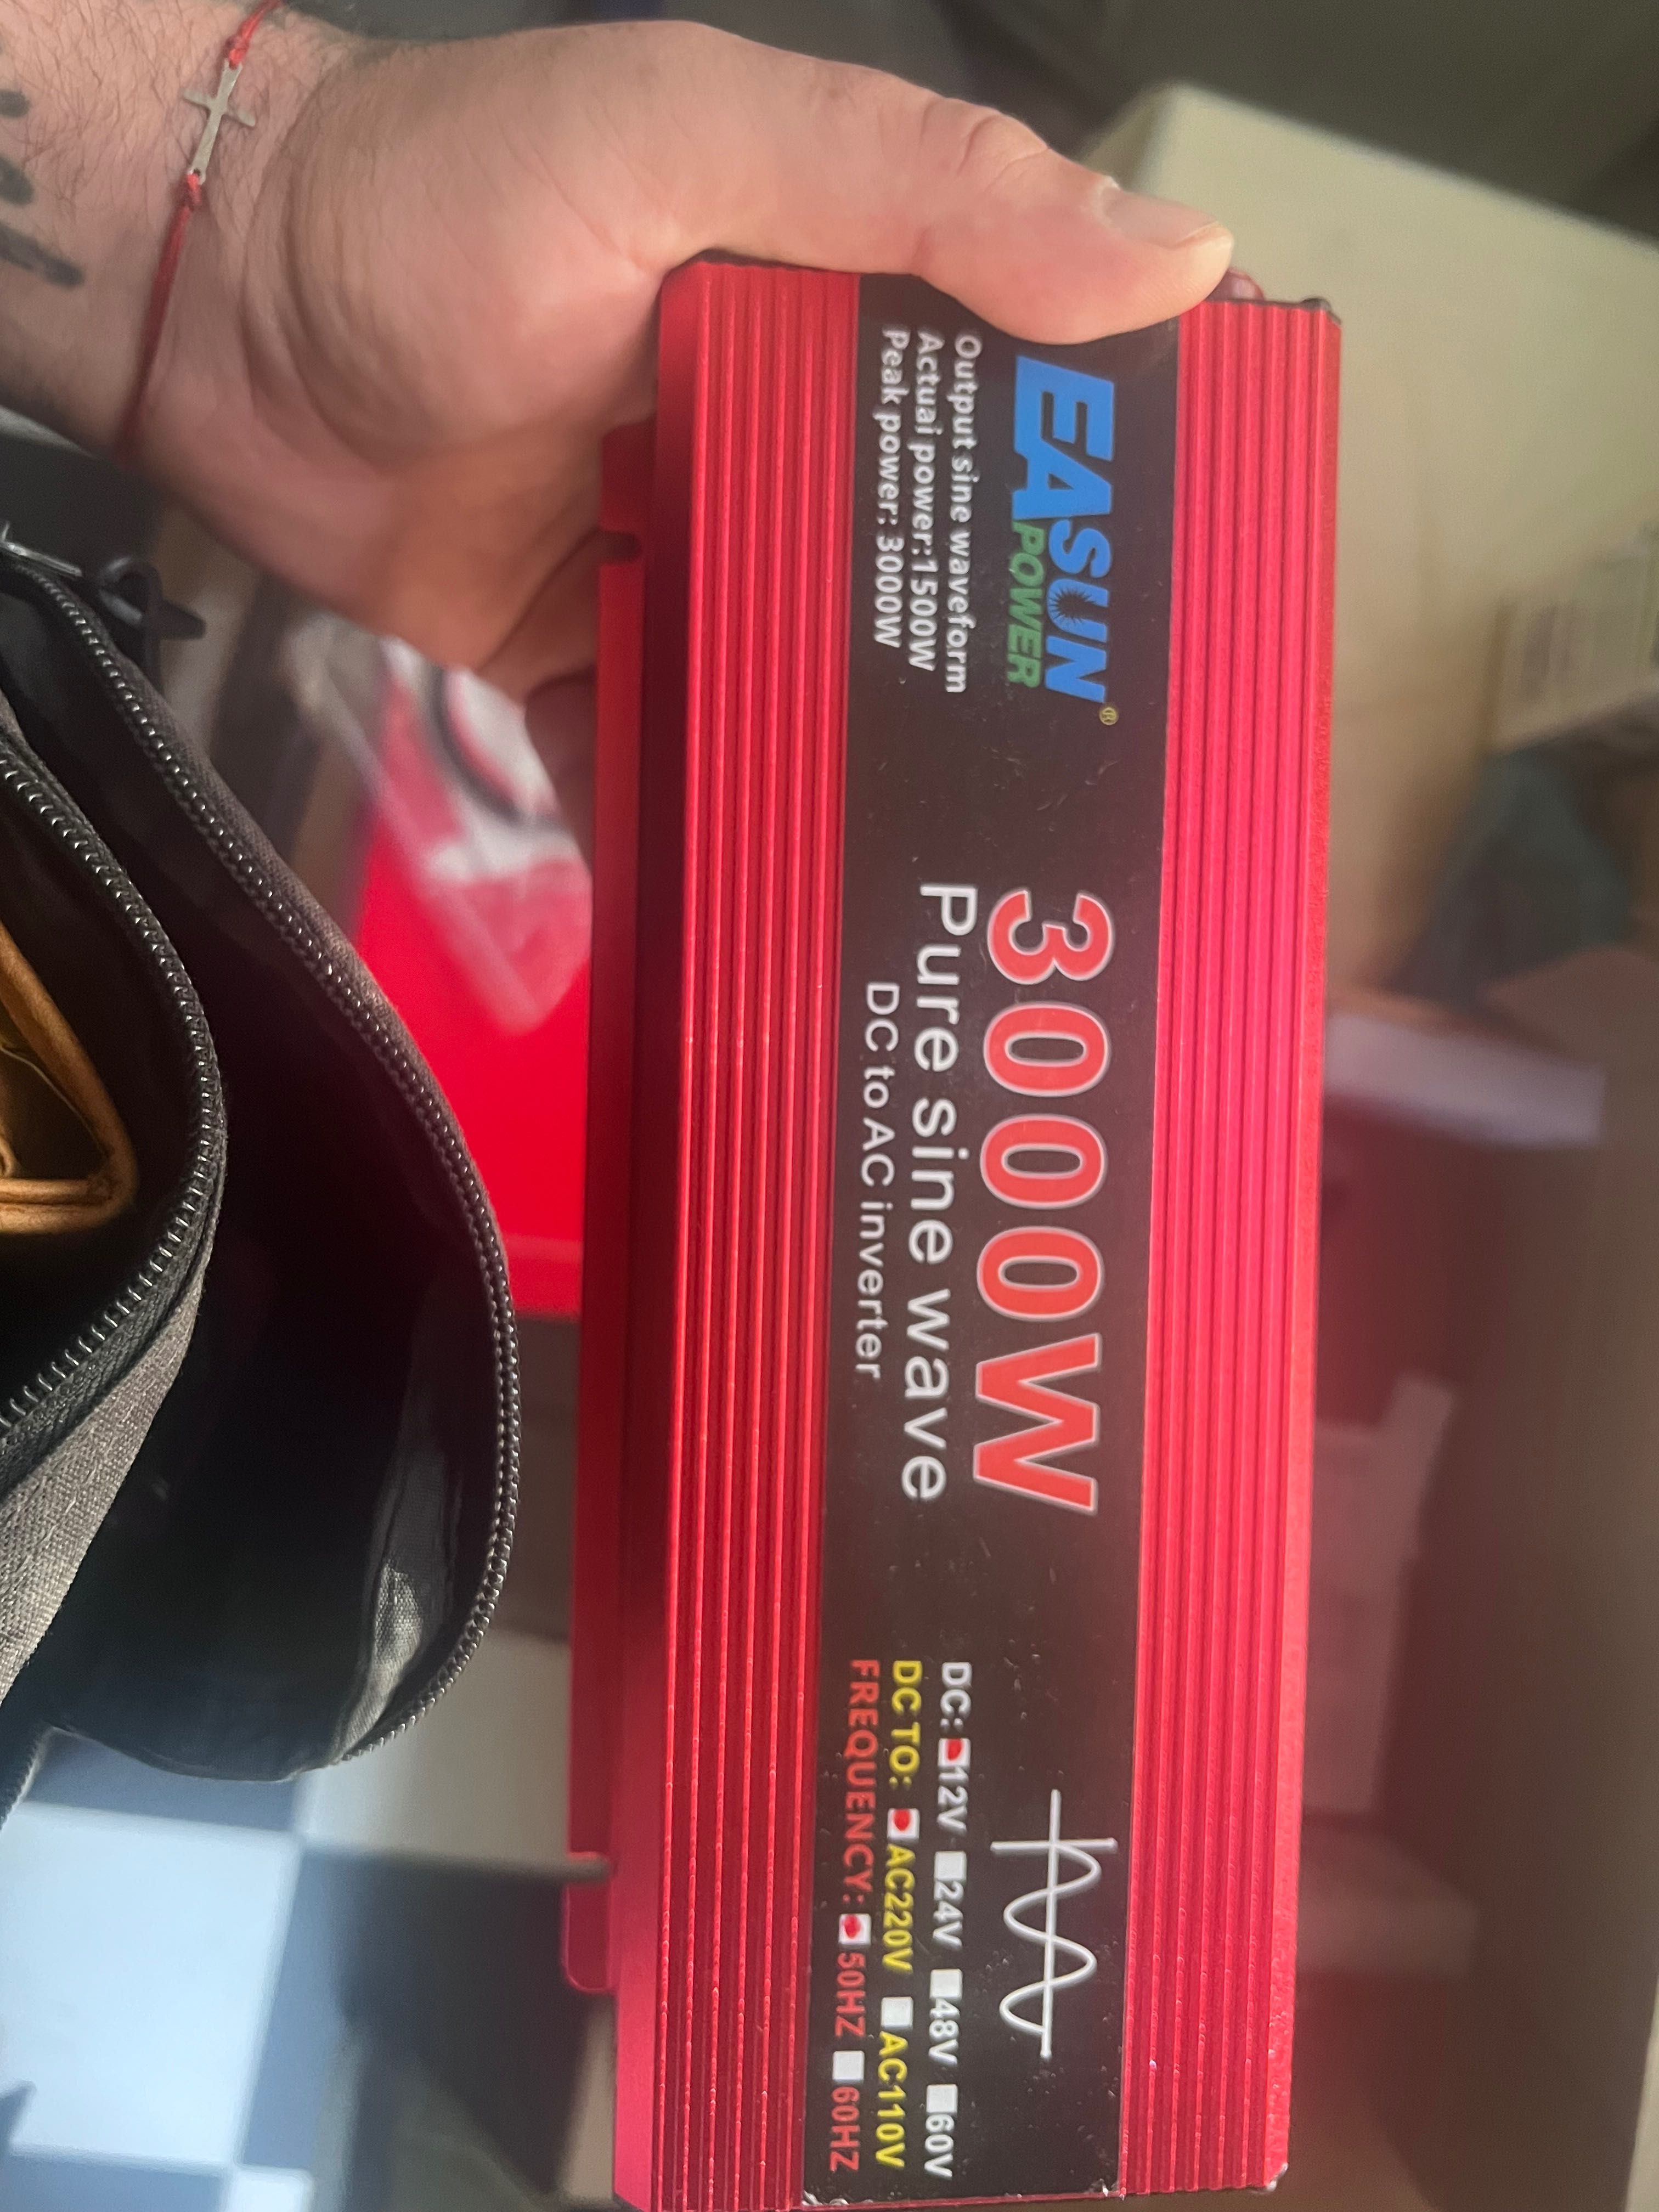 EASUN
POWER ®
Output sine waveform
Actuai power:1500W
Peak power: 3000W
3000W
Pure sine wave
DC to AC inverter
DC: 12V 24V 48V 60V
DC TO: AC220V AC110V
FREQUENCY: 50HZ 60HZ